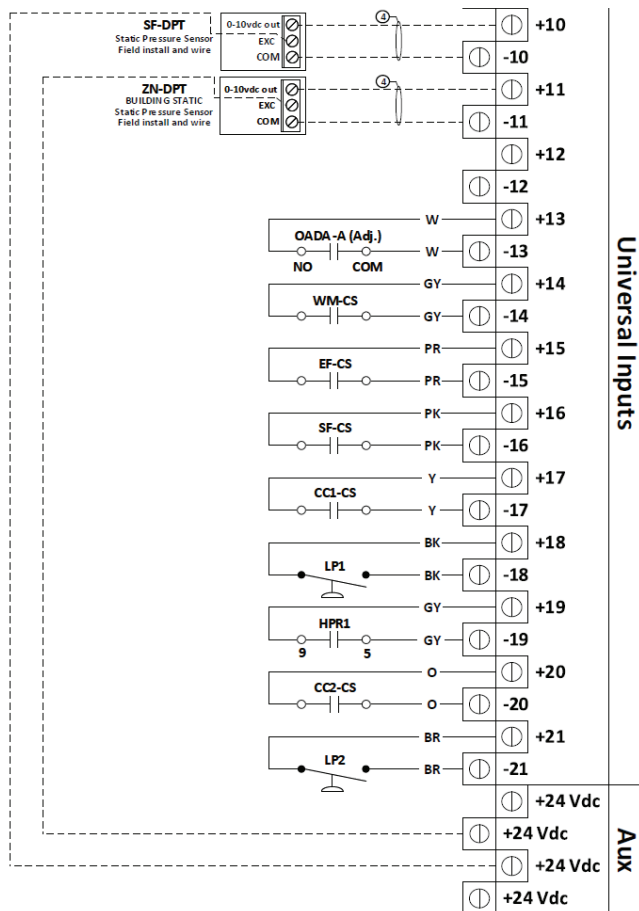 SF-DPT
Static Pressure Sensor
Field install and wire
0-10vdc out
EXC
COM
4
+10
-10
ZN-DPT
BUILDING STATIC
Static Pressure Sensor
Field install and wire
0-10vdc out
EXC
COM
4
+11
-11
+12
-12
W
+13
OADA-A (Adj.)
W
-13
NO
COM
GY
+14
WM-CS
GY
-14
PR
+15
EF-CS
PR
-15
PK
+16
SF-CS
PK
-16
Y
+17
CC1-CS
Y
-17
BK
+18
LP1
BK
-18
GY
+19
HPR1
GY
-19
9
5
O
+20
CC2-CS
O
-20
BR
+21
LP2
BR
-21
Universal Inputs
+24 Vdc
+24 Vdc
+24 Vdc
+24 Vdc
Aux